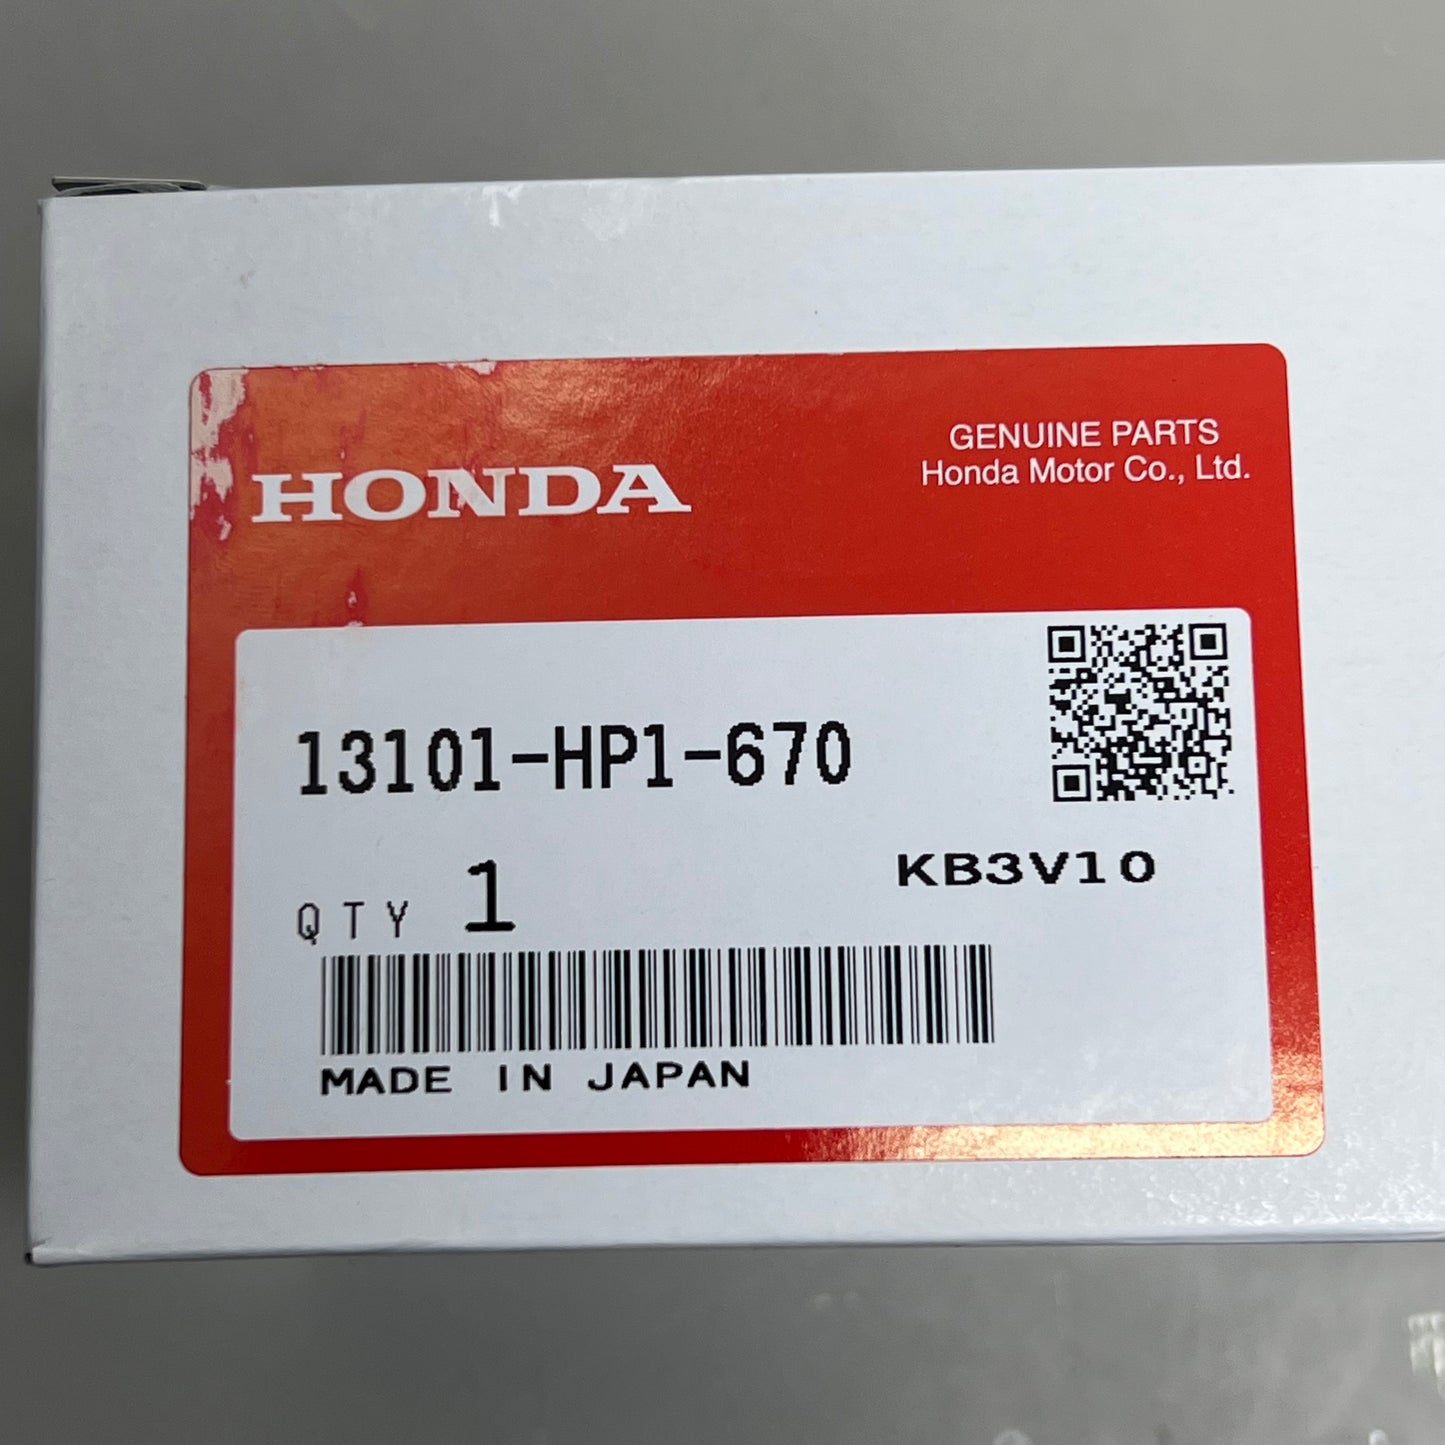 HONDA
GENUINE PARTS
Honda Motor Co., Ltd.
13101-HP1-670
KB3V10
QTY 1
MADE IN JAPAN